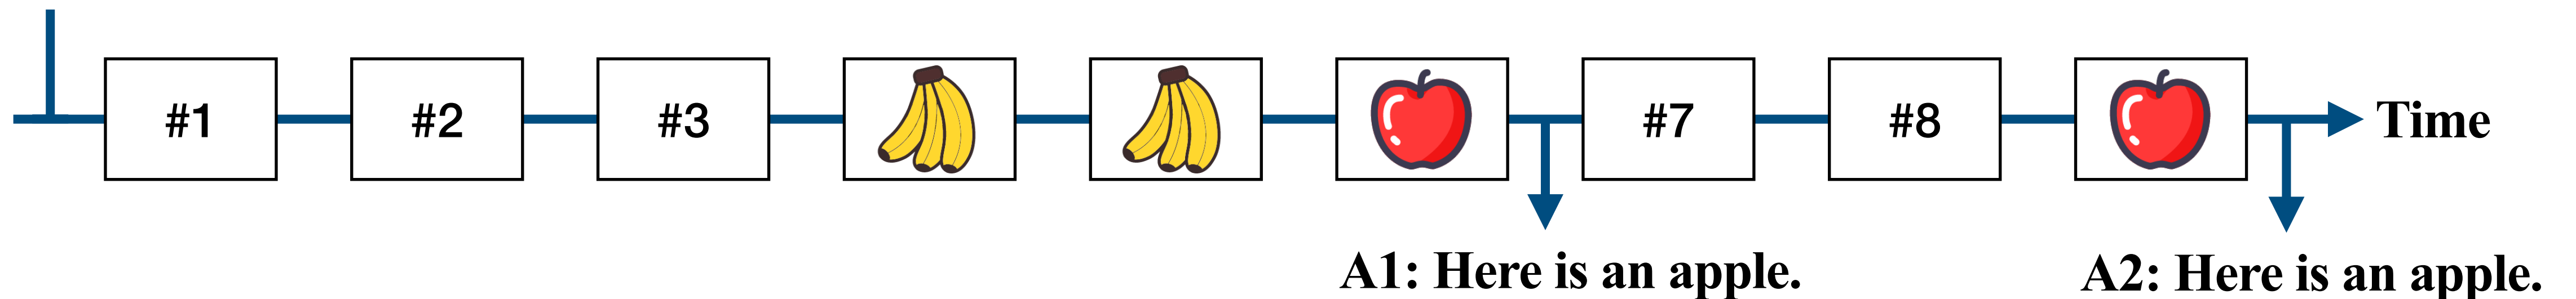 #1 #2 #3 #7 #8 Time
A1: Here is an apple. A2: Here is an apple.